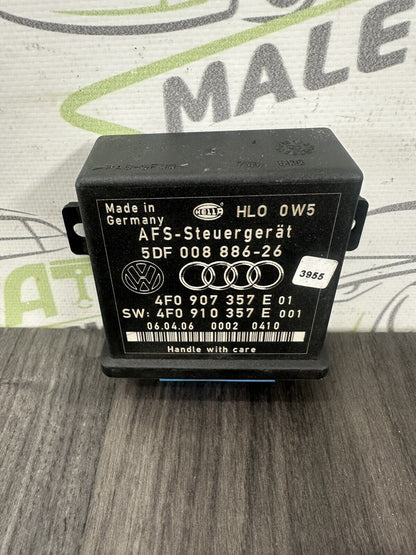 MALE
Made in
Germany
HELLA
HLO 0W5
AFS-Steuergerät
5DF 008 886-26
3955
4F0 907 357 E 01
SW: 4F0 910 357 E 001
06.04.06 0002 0410
Handle with care